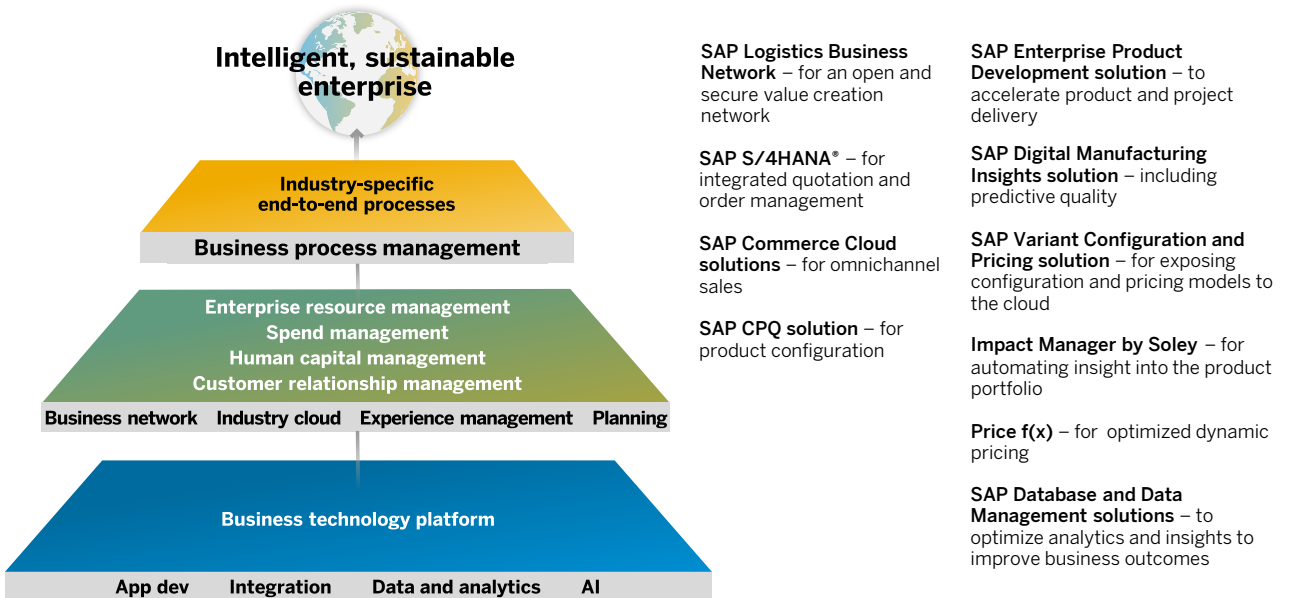 Intelligent, sustainable
enterprise
Industry-specific
end-to-end processes
Business process management
Enterprise resource management
Spend management
Human capital management
Customer relationship management
Business network Industry cloud Experience management Planning
Business technology platform
App dev Integration Data and analytics AI
SAP Logistics Business
Network – for an open and
secure value creation
network
SAP S/4HANA® – for
integrated quotation and
order management
SAP Commerce Cloud
solutions – for omnichannel
sales
SAP CPQ solution – for
product configuration
SAP Enterprise Product
Development solution – to
accelerate product and project
delivery
SAP Digital Manufacturing
Insights solution – including
predictive quality
SAP Variant Configuration and
Pricing solution – for exposing
configuration and pricing models to
the cloud
Impact Manager by Soley – for
automating insight into the product
portfolio
Price f(x) – for optimized dynamic
pricing
SAP Database and Data
Management solutions – to
optimize analytics and insights to
improve business outcomes